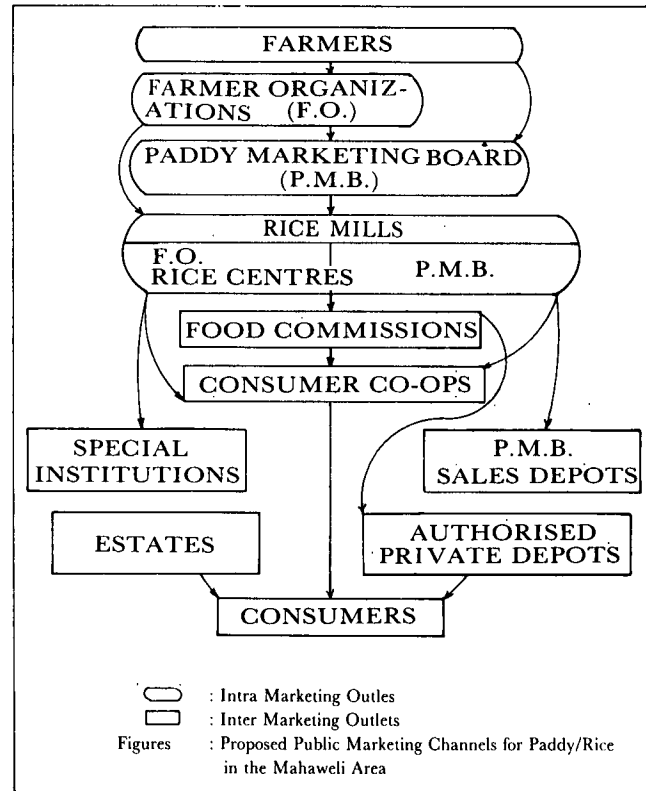 FARMERS
FARMER ORGANIZ-
ATIONS (F.O.)
PADDY MARKETING BOARD
(P.M.B.)
RICE MILLS
F.O.
RICE CENTRES
P.M.B.
FOOD COMMISSIONS
CONSUMER CO-OPS
SPECIAL
INSTITUTIONS
P.M.B.
SALES DEPOTS
ESTATES
AUTHORISED
PRIVATE DEPOTS
CONSUMERS
: Intra Marketing Outles
: Inter Marketing Outlets
Figures : Proposed Public Marketing Channels for Paddy/Rice
in the Mahaweli Area